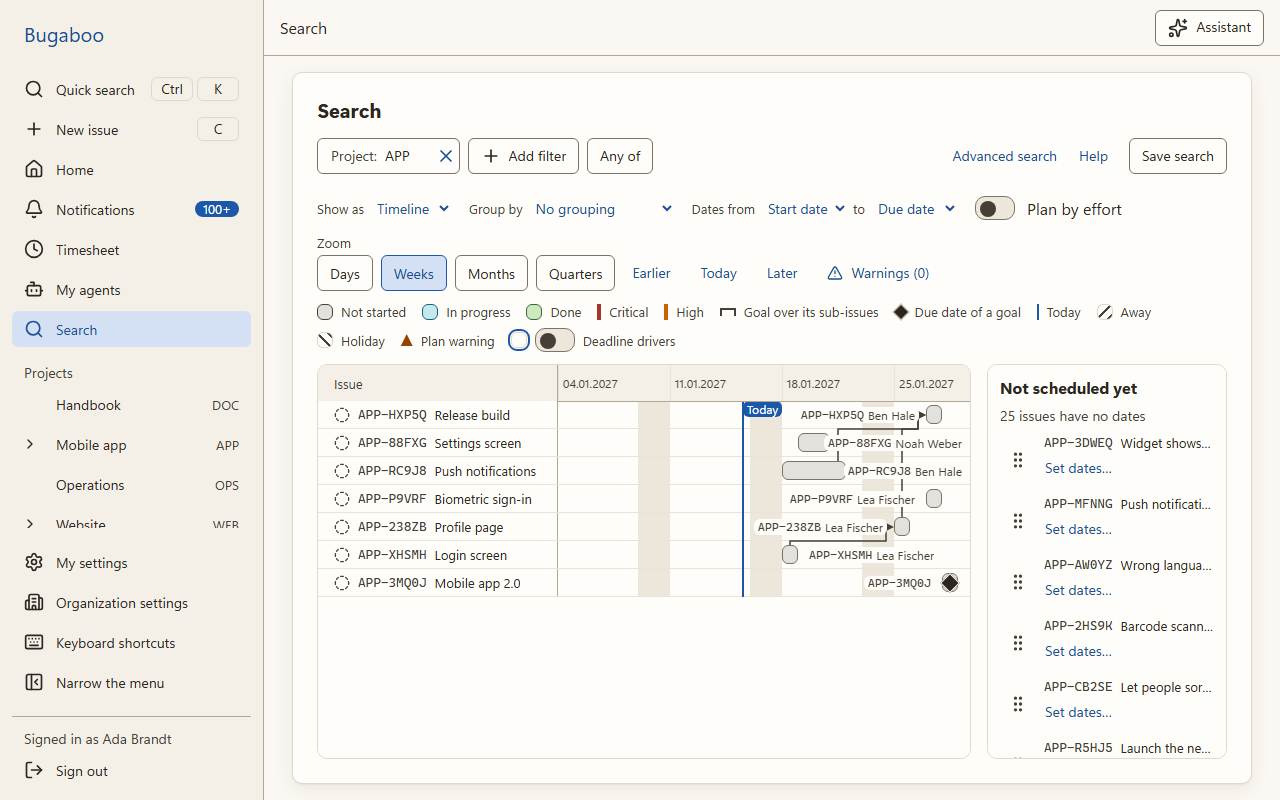 Bugaboo
Quick search Ctrl K
New issue C
Home
Notifications 100+
Timesheet
My agents
Search
Projects
Handbook DOC
Mobile app APP
Operations OPS
Website WEB
My settings
Organization settings
Keyboard shortcuts
Narrow the menu
Signed in as Ada Brandt
Sign out
Search
Assistant
Search
Project: APP
Add filter
Any of
Advanced search
Help
Save search
Show as Timeline
Group by No grouping
Dates from Start date to Due date
Plan by effort
Zoom
Days Weeks Months Quarters Earlier Today Later Warnings (0)
Not started In progress Done Critical High Goal over its sub-issues Due date of a goal Today Away
Holiday Plan warning Deadline drivers
Issue 04.01.2027 11.01.2027 18.01.2027 25.01.2027
Today
APP-HXP5Q Release build APP-HXP5Q Ben Hale
APP-88FXG Settings screen APP-88FXG Noah Weber
APP-RC9J8 Push notifications APP-RC9J8 Ben Hale
APP-P9VRF Biometric sign-in APP-P9VRF Lea Fischer
APP-238ZB Profile page APP-238ZB Lea Fischer
APP-XHSMH Login screen APP-XHSMH Lea Fischer
APP-3MQ0J Mobile app 2.0 APP-3MQ0J
Not scheduled yet
25 issues have no dates
APP-3DWEQ Widget shows...
Set dates...
APP-MFNNG Push notificati...
Set dates...
APP-AW0YZ Wrong langua...
Set dates...
APP-2HS9K Barcode scann...
Set dates...
APP-CB2SE Let people sor...
Set dates...
APP-R5HJ5 Launch the ne...